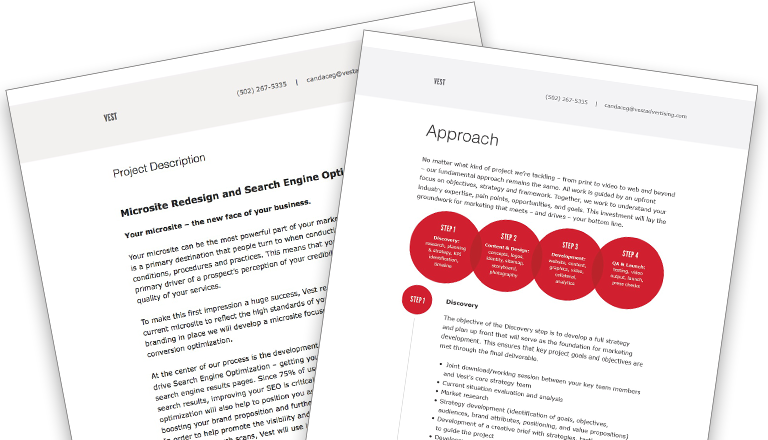 VEST
(502) 267-5335 | candaceg@vesta
Project Description
Microsite Redesign and Search Engine Opti
Your microsite – the new face of your business.
Your microsite can be the most powerful part of your market
is a primary destination that people turn to when conducti
conditions, procedures and practices. This means that you
primary driver of a prospect's perception of your credibi
quality of your services.
To make this first impression a huge success, Vest re
current microsite to reflect the high standards of yo
branding in place we will develop a microsite focuse
conversion optimization.
At the center of our process is the development
drive Search Engine Optimization – getting you
search engine results pages. Since 75% of us
search results, improving your SEO is critica
optimization will also help to position you as
boosting your brand proposition and furthe
In order to help promote the visibility and
scans, Vest will use
VEST
(502) 267-5335 | candaceg@vestadvertising.com
Approach
No matter what kind of project we're tackling – from print to video to web and beyond
– our fundamental approach remains the same. All work is guided by an upfront
focus on objectives, strategy and framework. Together, we work to understand your
industry expertise, pain points, opportunities, and goals. This investment will lay the
groundwork for marketing that meets – and drives – your bottom line.
STEP 1
Discovery:
research, planning
& strategy, KPI
identification,
timeline
STEP 2
Content & Design:
concepts, logos,
identity, sitemap,
storyboard,
photography
STEP 3
Development:
website, content,
graphics, video,
collateral,
analytics
STEP 4
QA & Launch:
testing, video
output, launch,
press checks
STEP 1
Discovery
The objective of the Discovery step is to develop a full strategy
and plan up front that will serve as the foundation for marketing
development. This ensures that key project goals and objectives are
met through the final deliverable.
• Joint download/working session between your key team members
and Vest's core strategy team
• Current situation evaluation and analysis
• Market research
• Strategy development (identification of goals, objectives,
audiences, brand attributes, positioning, and value propositions)
• Development of a creative brief with strategies,
to guide the project